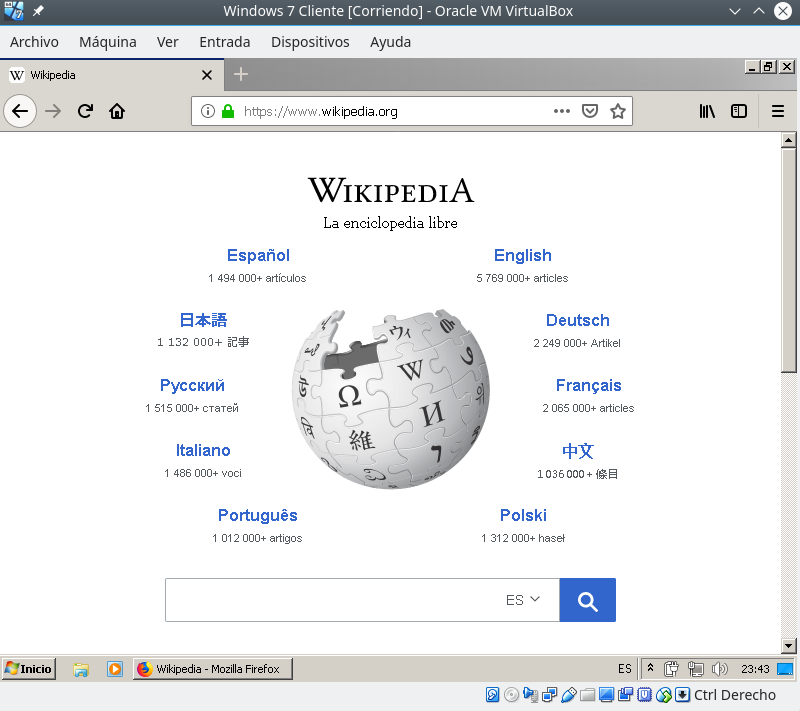 Windows 7 Cliente [Corriendo] - Oracle VM VirtualBox
Archivo Máquina Ver Entrada Dispositivos Ayuda
Wikipedia
https://www.wikipedia.org
WIKIPEDIA
La enciclopedia libre
Español English
1 494 000+ artículos 5 769 000+ articles
日本語 Deutsch
1 132 000+ 記事 2 249 000+ Artikel
Русский Français
1 515 000+ статей 2 065 000+ articles
Italiano 中文
1 486 000+ voci 1 036 000+ 條目
Português Polski
1 012 000+ artigos 1 312 000+ haseł
Ω W И 維
ES
Inicio Wikipedia - Mozilla Firefox ES 23:43
Ctrl Derecho